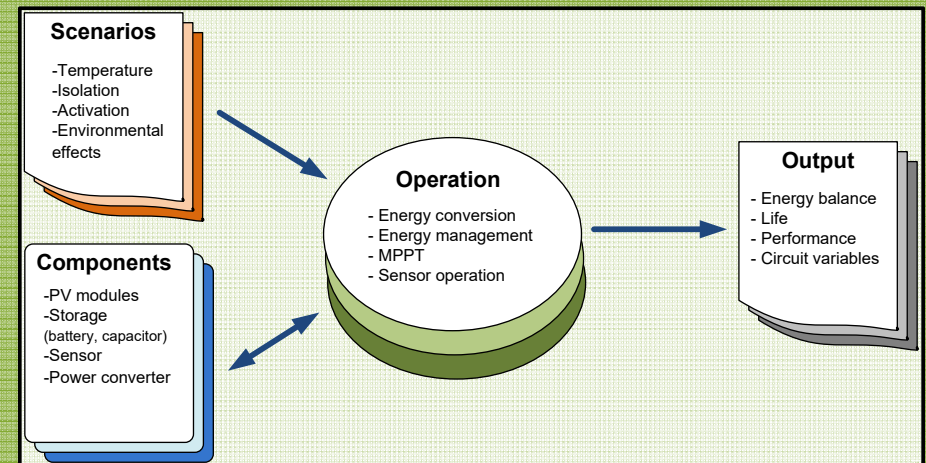 Scenarios
-Temperature
-Isolation
-Activation
-Environmental
effects
Components
-PV modules
-Storage
(battery, capacitor)
-Sensor
-Power converter
Operation
- Energy conversion
- Energy management
- MPPT
- Sensor operation
Output
- Energy balance
- Life
- Performance
- Circuit variables